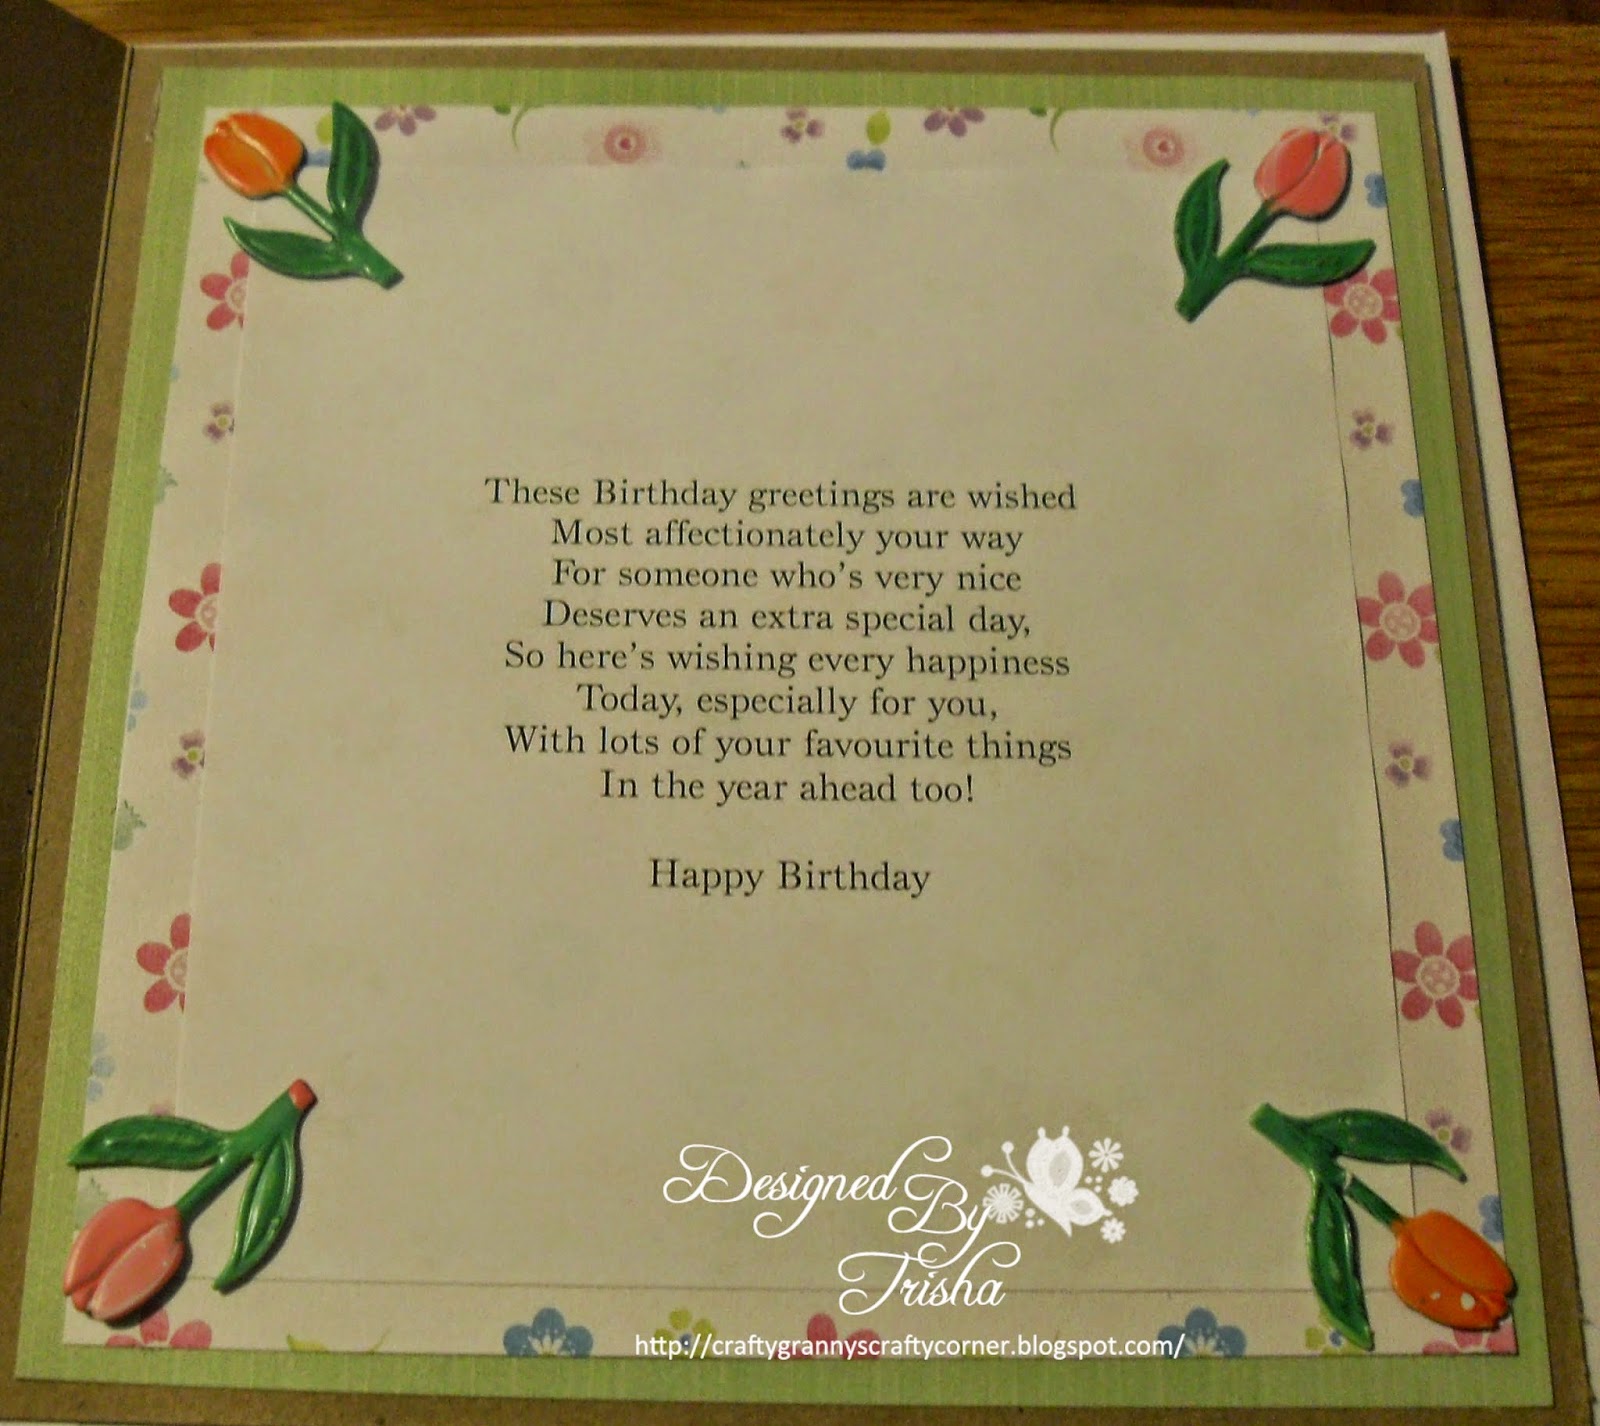 These Birthday greetings are wished
Most affectionately your way
For someone who's very nice
Deserves an extra special day,
So here's wishing every happiness
Today, especially for you,
With lots of your favourite things
In the year ahead too!
Happy Birthday
Designed
By
Trisha
http://craftygrannyscraftycorner.blogspot.com/